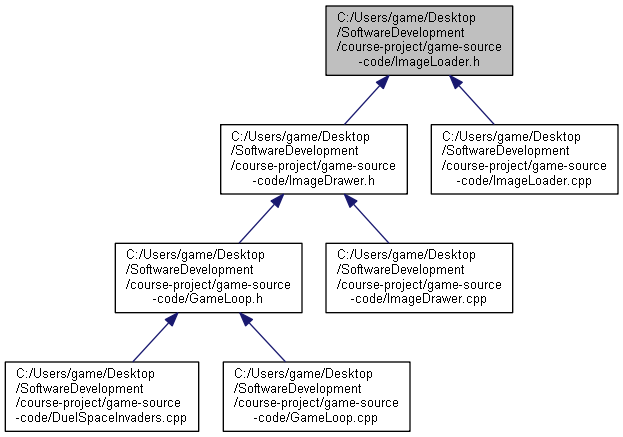 C:/Users/game/Desktop
/SoftwareDevelopment
/course-project/game-source
-code/ImageLoader.h
C:/Users/game/Desktop
/SoftwareDevelopment
/course-project/game-source
-code/ImageDrawer.h
C:/Users/game/Desktop
/SoftwareDevelopment
/course-project/game-source
-code/ImageLoader.cpp
C:/Users/game/Desktop
/SoftwareDevelopment
/course-project/game-source
-code/GameLoop.h
C:/Users/game/Desktop
/SoftwareDevelopment
/course-project/game-source
-code/ImageDrawer.cpp
C:/Users/game/Desktop
/SoftwareDevelopment
/course-project/game-source
-code/DuelSpaceInvaders.cpp
C:/Users/game/Desktop
/SoftwareDevelopment
/course-project/game-source
-code/GameLoop.cpp